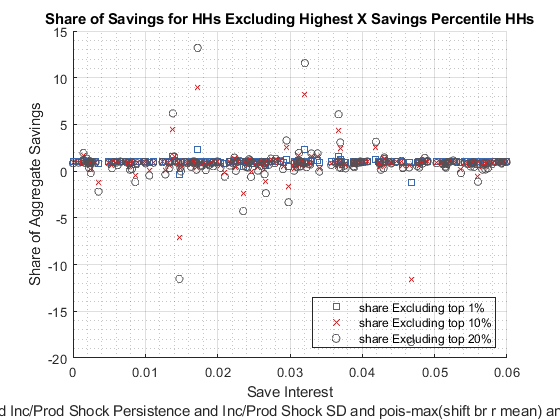 Share of Savings for HHs Excluding Highest X Savings Percentile HHs
15
10
5
0
-5
-10
-15
-20
Share of Aggregate Savings
0
0.01
0.02
0.03
0.04
0.05
0.06
share Excluding top 1%
share Excluding top 10%
share Excluding top 20%
Save Interest
d Inc/Prod Shock Persistence and Inc/Prod Shock SD and pois-max(shift br r mean) a